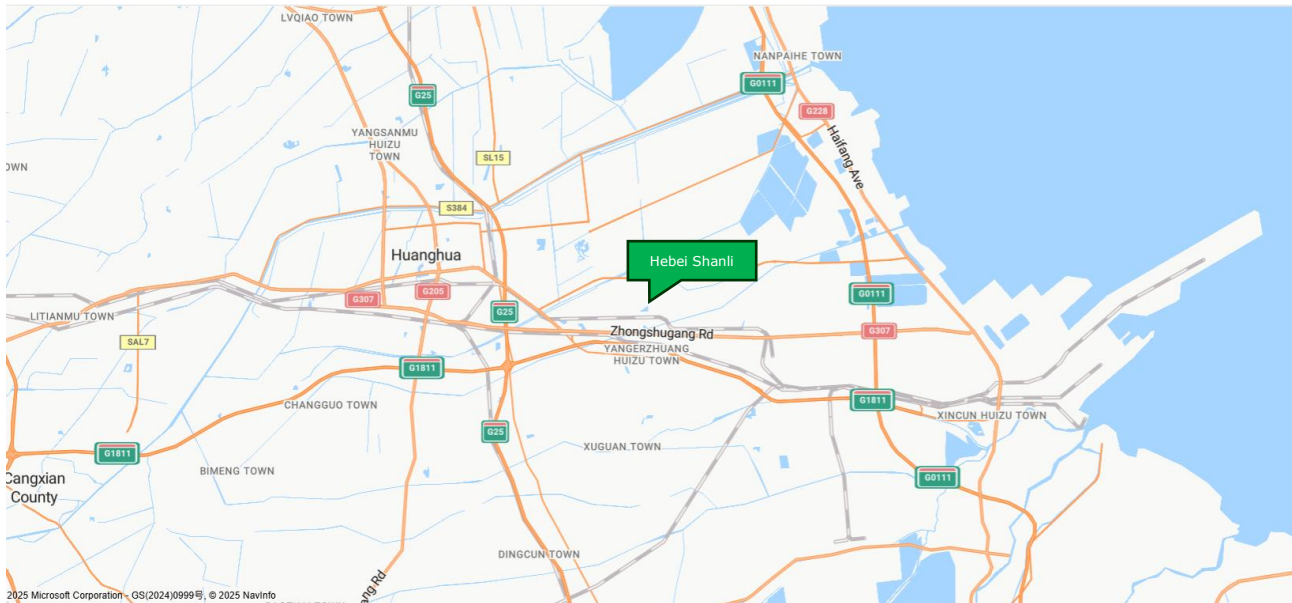 LVQIAO TOWN
NANPAIHE TOWN
G0111
G25
G228
Haifang Ave
YANGSANMU
HUIZU
TOWN
SL15
OWN
S384
Huanghua
Hebei Shanli
G205
G307
G0111
G25
LITIANMU TOWN
Zhongshugang Rd
G307
SAL7
YANGERZHUANG
HUIZU TOWN
G1811
G1811
CHANGGUO TOWN
XINCUN HUIZU TOWN
G25
XUGUAN TOWN
G1811
BIMENG TOWN
G0111
Cangxian
County
DINGCUN TOWN
ng Rd
2025 Microsoft Corporation - GS(2024)0999号, © 2025 NavInfo